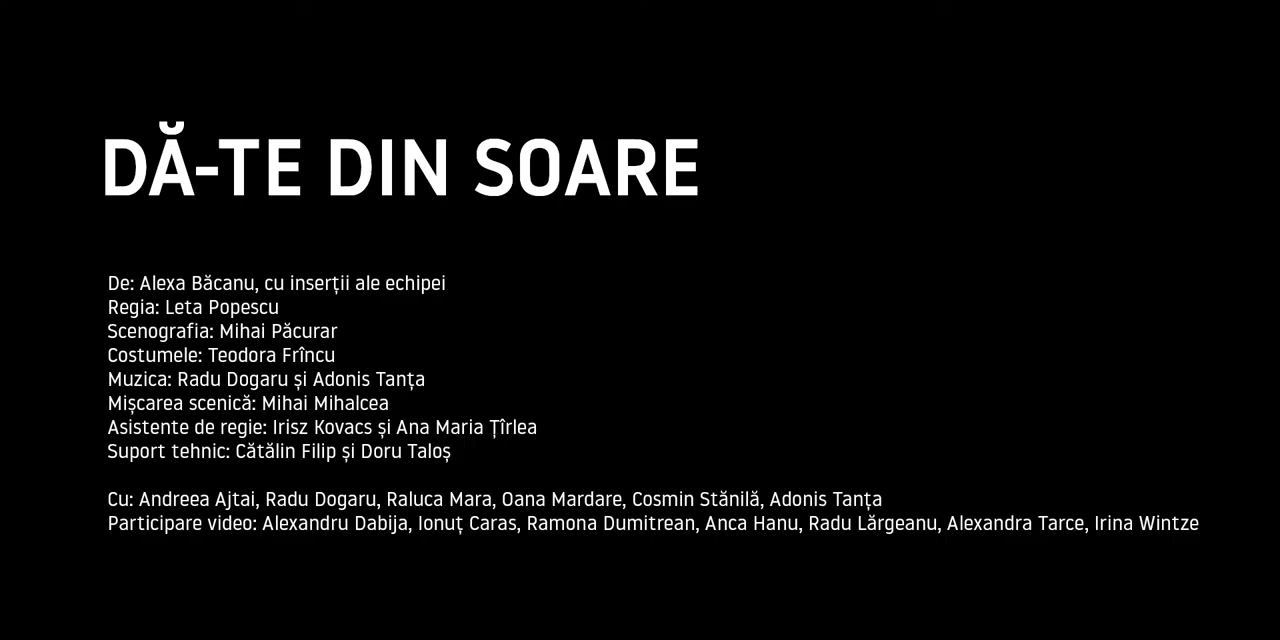 DĂ-TE DIN SOARE
De: Alexa Băcanu, cu inserții ale echipei
Regia: Leta Popescu
Scenografia: Mihai Păcurar
Costumele: Teodora Frîncu
Muzica: Radu Dogaru și Adonis Tanța
Mișcarea scenică: Mihai Mihalcea
Asistente de regie: Irisz Kovacs și Ana Maria Țîrlea
Suport tehnic: Cătălin Filip și Doru Taloș
Cu: Andreea Ajtai, Radu Dogaru, Raluca Mara, Oana Mardare, Cosmin Stănilă, Adonis Tanța
Participare video: Alexandru Dabija, Ionuț Caras, Ramona Dumitrean, Anca Hanu, Radu Lărgeanu, Alexandra Tarce, Irina Wintze